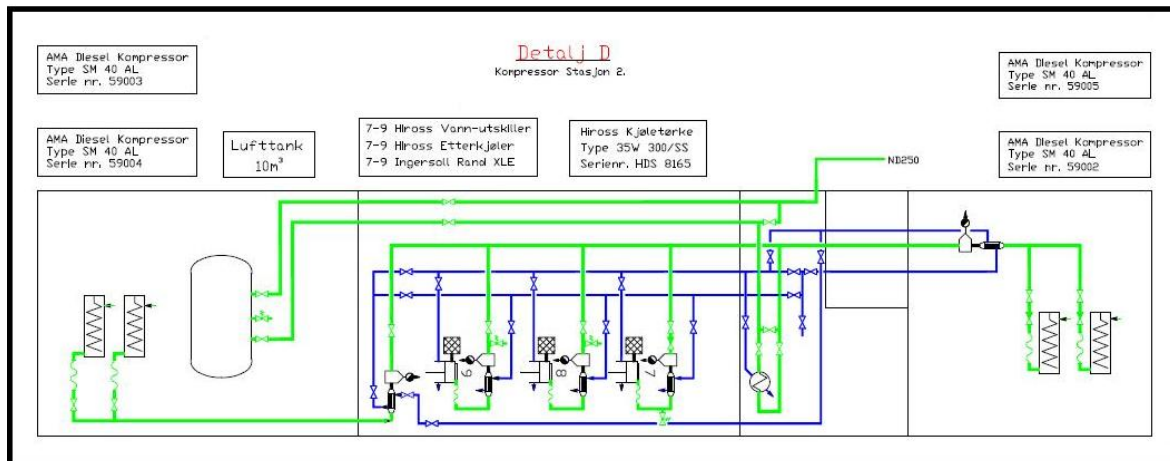 Detalj D
Kompressor Stasjon 2.
AMA Diesel Kompressor
Type SM 40 AL
Serie nr. 59003
AMA Diesel Kompressor
Type SM 40 AL
Serie nr. 59004
Lufttank
10m³
7-9 Hiross Vann-utskiller
7-9 Hiross Etterkjøler
7-9 Ingersoll Rand XLE
Hiross Kjøletørke
Type 35W 300/SS
Serienr. HDS 8165
AMA Diesel Kompressor
Type SM 40 AL
Serie nr. 59005
AMA Diesel Kompressor
Type SM 40 AL
Serie nr. 59002
ND250
9
8
7